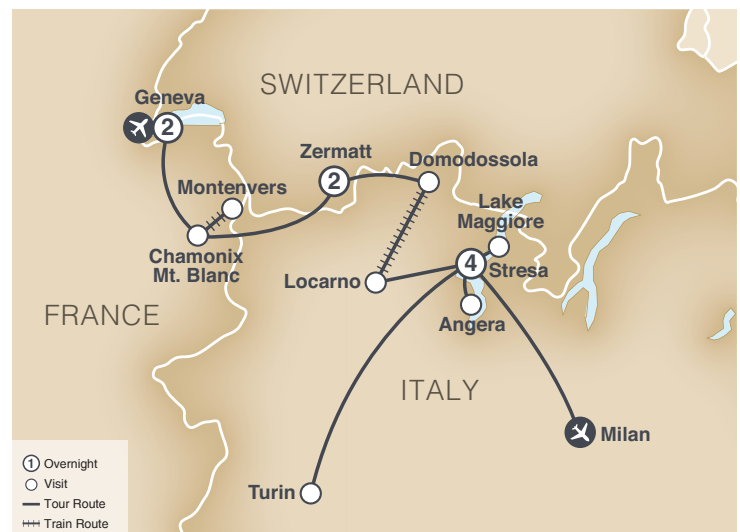 SWITZERLAND
Geneva
2
Zermatt
2
Domodossola
Montenvers
Lake
Maggiore
Chamonix
Mt. Blanc
4
Stresa
Locarno
FRANCE
Angera
ITALY
Milan
Turin
1 Overnight
Visit
Tour Route
Train Route